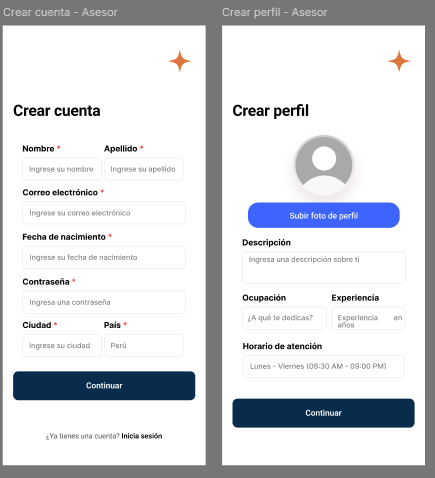 Crear cuenta - Asesor
Crear cuenta
Nombre *
Apellido *
Ingrese su nombre
Ingrese su apellido
Correo electrónico *
Ingrese su correo electrónico
Fecha de nacimiento *
Ingrese su fecha de nacimiento
Contraseña *
Ingresa una contraseña
Ciudad *
País *
Ingrese su ciudad
Perú
Continuar
¿Ya tienes una cuenta? Inicia sesión
Crear perfil - Asesor
Crear perfil
Subir foto de perfil
Descripción
Ingresa una descripción sobre ti
Ocupación
Experiencia
¿A qué te dedicas?
Experiencia en
años
Horario de atención
Lunes - Viernes (08:30 AM - 09:00 PM)
Continuar